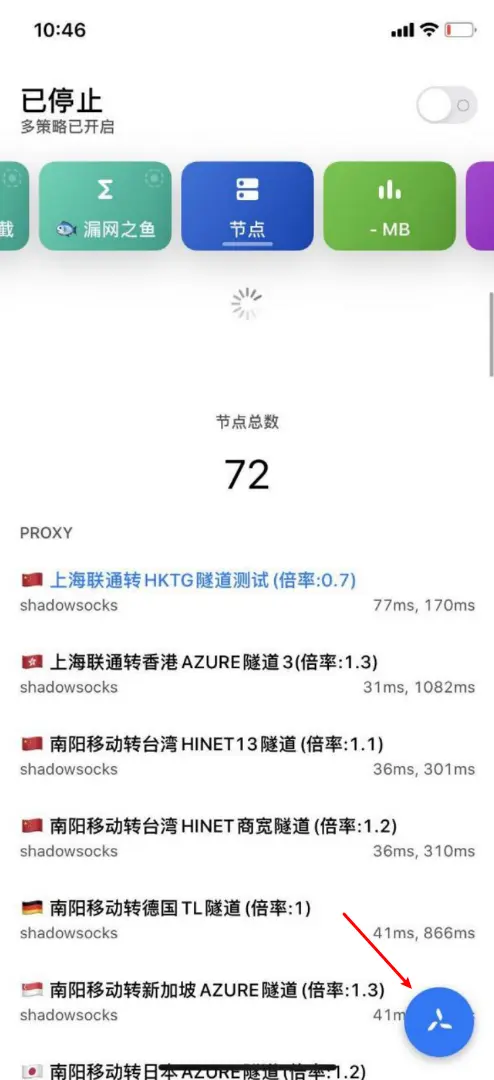 10:46
已停止
多策略已开启
截
Σ
漏网之鱼
节点
- MB
节点总数
72
PROXY
上海联通转HKTG隧道测试(倍率:0.7)
shadowsocks
77ms, 170ms
上海联通转香港AZURE隧道3(倍率:1.3)
shadowsocks
31ms, 1082ms
南阳移动转台湾HINET13隧道(倍率:1.1)
shadowsocks
36ms, 301ms
南阳移动转台湾HINET商宽隧道(倍率:1.2)
shadowsocks
36ms, 310ms
南阳移动转德国TL隧道(倍率:1)
shadowsocks
41ms, 866ms
南阳移动转新加坡AZURE隧道(倍率:1.3)
shadowsocks
南阳移动转日本AZURE隧道(倍率:1.2)